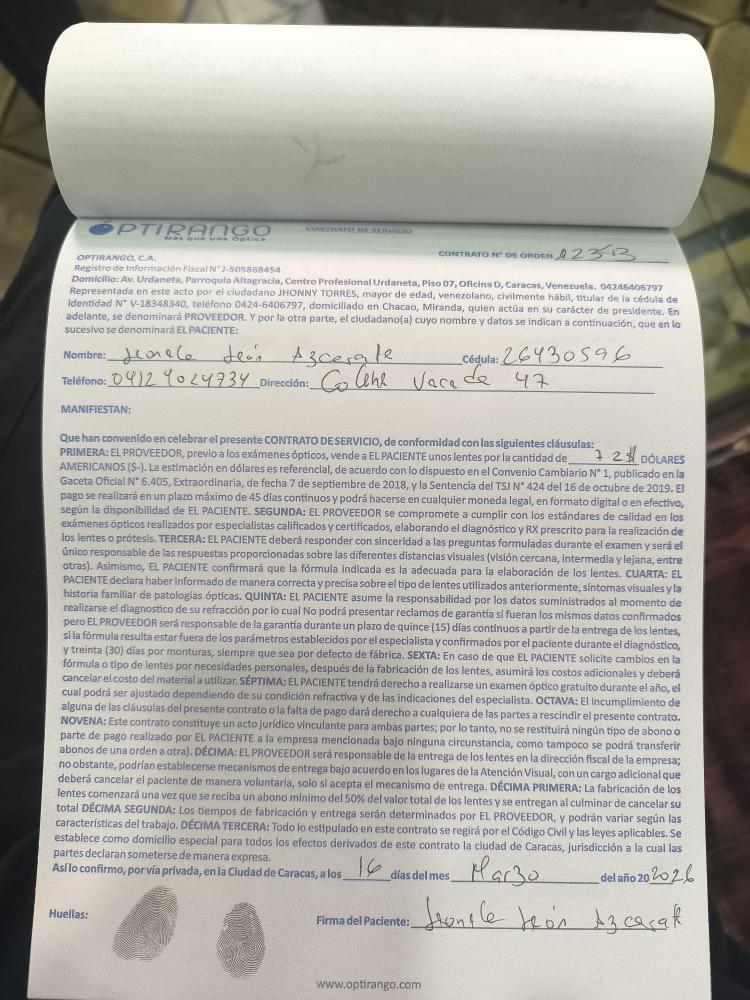 OPTIRANGO
Más que una Óptica
CONTRATO DE SERVICIO
CONTRATO N° DE ORDEN
OPTIRANGO, C.A.
Registro de Información Fiscal N° J-505868454
Domicilio: Av. Urdaneta, Parroquia Altagracia, Centro Profesional Urdaneta, Piso 07, Oficina D, Caracas, Venezuela. 04246406797
Representada en este acto por el ciudadano JHONNY TORRES, mayor de edad, venezolano, civilmente hábil, titular de la cédula de
Identidad N° V-18348340, teléfono 0424-6406797, domiciliado en Chacao, Miranda, quien actúa en su carácter de presidente. En
adelante, se denominará PROVEEDOR. Y por la otra parte, el ciudadano(a) cuyo nombre y datos se indican a continuación, que en lo
sucesivo se denominará EL PACIENTE:
Nombre: León Azcarate Cédula: 26430596
Teléfono: 04129024734 Dirección: 47
MANIFIESTAN:
Que han convenido en celebrar el presente CONTRATO DE SERVICIO, de conformidad con las siguientes cláusulas:
PRIMERA: EL PROVEEDOR, previo a los exámenes ópticos, vende a EL PACIENTE unos lentes por la cantidad de 72$ DÓLARES
AMERICANOS ($-). La estimación en dólares es referencial, de acuerdo con lo dispuesto en el Convenio Cambiario N° 1, publicado en la
Gaceta Oficial N° 6.405, Extraordinaria, de fecha 7 de septiembre de 2018, y la Sentencia del TSJ N° 424 del 16 de octubre de 2019. El
pago se realizará en un plazo máximo de 45 días continuos y podrá hacerse en cualquier moneda legal, en formato digital o en efectivo,
según la disponibilidad de EL PACIENTE. SEGUNDA: EL PROVEEDOR se compromete a cumplir con los estándares de calidad en los
exámenes ópticos realizados por especialistas calificados y certificados, elaborando el diagnóstico y RX prescrito para la realización de
los lentes o prótesis. TERCERA: EL PACIENTE deberá responder con sinceridad a las preguntas formuladas durante el examen y será el
único responsable de las respuestas proporcionadas sobre las diferentes distancias visuales (visión cercana, intermedia y lejana, entre
otras). Asimismo, EL PACIENTE confirmará que la fórmula indicada es la adecuada para la elaboración de los lentes. CUARTA: EL
PACIENTE declara haber informado de manera correcta y precisa sobre el tipo de lentes utilizados anteriormente, síntomas visuales y la
historia familiar de patologías ópticas. QUINTA: EL PACIENTE asume la responsabilidad por los datos suministrados al momento de
realizarse el diagnostico de su refracción por lo cual No podrá presentar reclamos de garantía si fueran los mismos datos confirmados
pero EL PROVEEDOR será responsable de la garantía durante un plazo de quince (15) días continuos a partir de la entrega de los lentes,
si la fórmula resulta estar fuera de los parámetros establecidos por el especialista y confirmados por el paciente durante el diagnóstico,
y treinta (30) días por monturas, siempre que sea por defecto de fábrica. SEXTA: En caso de que EL PACIENTE solicite cambios en la
fórmula o tipo de lentes por necesidades personales, después de la fabricación de los lentes, asumirá los costos adicionales y deberá
cancelar el costo del material a utilizar. SÉPTIMA: EL PACIENTE tendrá derecho a realizarse un examen óptico gratuito durante el año, el
cual podrá ser ajustado dependiendo de su condición refractiva y de las indicaciones del especialista. OCTAVA: El incumplimiento de
alguna de las cláusulas del presente contrato o la falta de pago dará derecho a cualquiera de las partes a rescindir el presente contrato.
NOVENA: Este contrato constituye un acto jurídico vinculante para ambas partes; por lo tanto, no se restituirá ningún tipo de abono o
parte de pago realizado por EL PACIENTE a la empresa mencionada bajo ninguna circunstancia, como tampoco se podrá transferir
abonos de una orden a otra). DÉCIMA: EL PROVEEDOR será responsable de la entrega de los lentes en la dirección fiscal de la empresa;
no obstante, podrían establecerse mecanismos de entrega bajo acuerdo en los lugares de la Atención Visual, con un cargo adicional que
deberá cancelar el paciente de manera voluntaria, solo si acepta el mecanismo de entrega. DÉCIMA PRIMERA: La fabricación de los
lentes comenzará una vez que se reciba un abono mínimo del 50% del valor total de los lentes y se entregan al culminar de cancelar su
total DÉCIMA SEGUNDA: Los tiempos de fabricación y entrega serán determinados por EL PROVEEDOR, y podrán variar según las
características del trabajo. DÉCIMA TERCERA: Todo lo estipulado en este contrato se regirá por el Código Civil y las leyes aplicables. Se
establece como domicilio especial para todos los efectos derivados de este contrato la ciudad de Caracas, jurisdicción a la cual las
partes declaran someterse de manera expresa.
Así lo confirmo, por vía privada, en la Ciudad de Caracas, a los 16 días del mes Marzo del año 202026
Huellas:
Firma del Paciente: León Azcarate
www.optirango.com